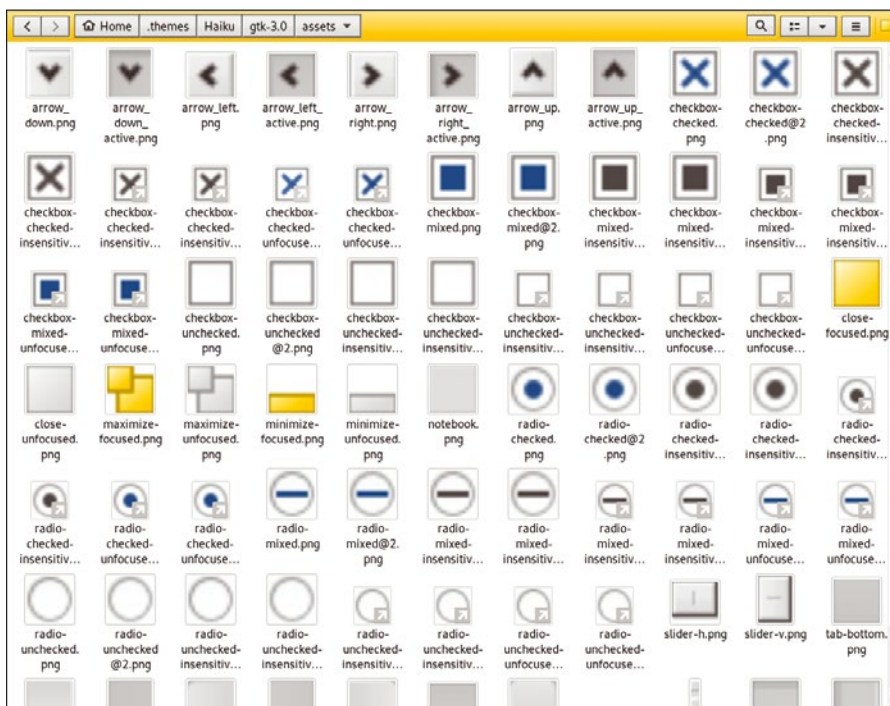 Home
.themes
Haiku
gtk-3.0
assets
arrow_
down.png
arrow_
down_
active.png
arrow_left.
png
arrow_left_
active.png
arrow_
right.png
arrow_
right_
active.png
arrow_up.
png
arrow_up_
active.png
checkbox-
checked.
png
checkbox-
checked@2
.png
checkbox-
checked-
insensitiv...
checkbox-
checked-
insensitiv...
checkbox-
checked-
insensitiv...
checkbox-
checked-
insensitiv...
checkbox-
checked-
unfocuse...
checkbox-
checked-
unfocuse...
checkbox-
mixed.png
checkbox-
mixed@2.
png
checkbox-
mixed-
insensitiv...
checkbox-
mixed-
insensitiv...
checkbox-
mixed-
insensitiv...
checkbox-
mixed-
insensitiv...
checkbox-
mixed-
unfocuse...
checkbox-
mixed-
unfocuse...
checkbox-
unchecked.
png
checkbox-
unchecked
@2.png
checkbox-
unchecked-
insensitiv...
checkbox-
unchecked-
insensitiv...
checkbox-
unchecked-
insensitiv...
checkbox-
unchecked-
insensitiv...
checkbox-
unchecked-
unfocuse...
checkbox-
unchecked-
unfocuse...
close-
focused.png
close-
unfocused.
png
maximize-
focused.png
maximize-
unfocused.
png
minimize-
focused.png
minimize-
unfocused.
png
notebook.
png
radio-
checked.
png
radio-
checked@2
.png
radio-
checked-
insensitiv...
radio-
checked-
insensitiv...
radio-
checked-
insensitiv...
radio-
checked-
insensitiv...
radio-
checked-
unfocuse...
radio-
checked-
unfocuse...
radio-
mixed.png
radio-
mixed@2.
png
radio-
mixed-
insensitiv...
radio-
mixed-
insensitiv...
radio-
mixed-
insensitiv...
radio-
mixed-
insensitiv...
radio-
mixed-
unfocuse...
radio-
mixed-
unfocuse...
radio-
unchecked.
png
radio-
unchecked
@2.png
radio-
unchecked-
insensitiv...
radio-
unchecked-
insensitiv...
radio-
unchecked-
insensitiv...
radio-
unchecked-
insensitiv...
radio-
unchecked-
unfocuse...
radio-
unchecked-
unfocuse...
slider-h.png
slider-v.png
tab-bottom.
png